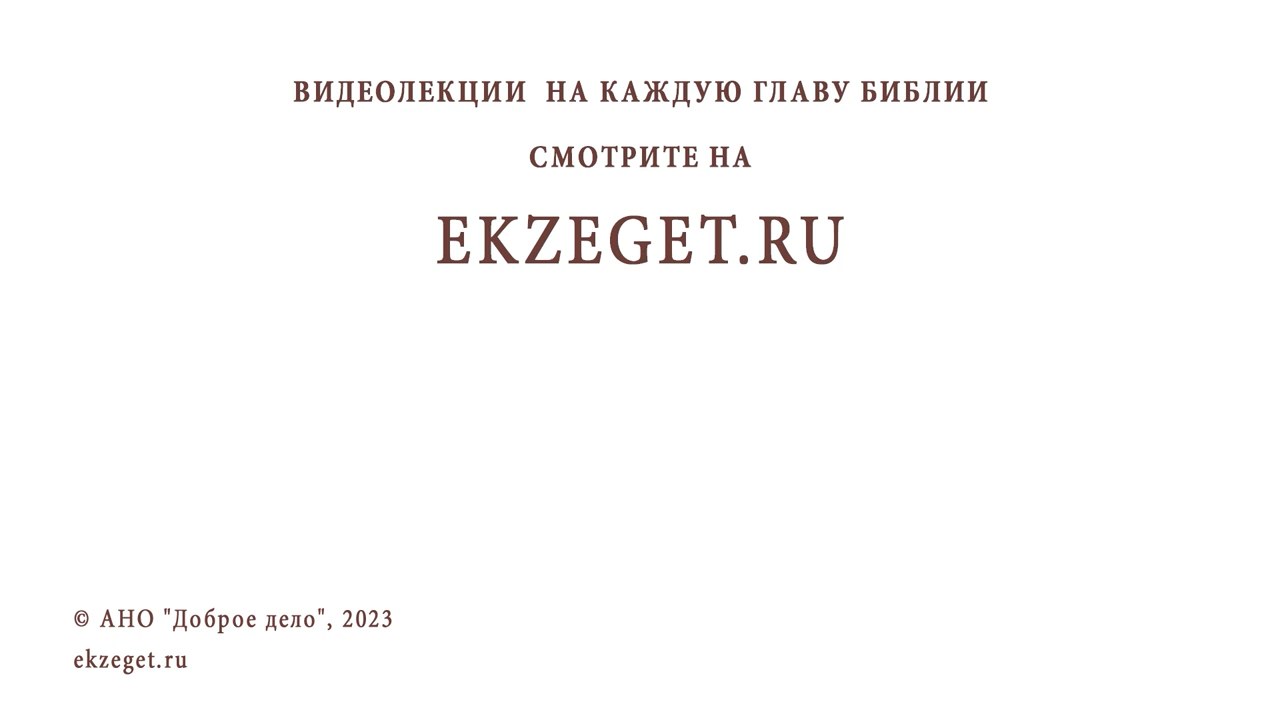 ВИДЕОЛЕКЦИИ НА КАЖДУЮ ГЛАВУ БИБЛИИ
СМОТРИТЕ НА
EKZEGET.RU
© АНО "Доброе дело", 2023
ekzeget.ru